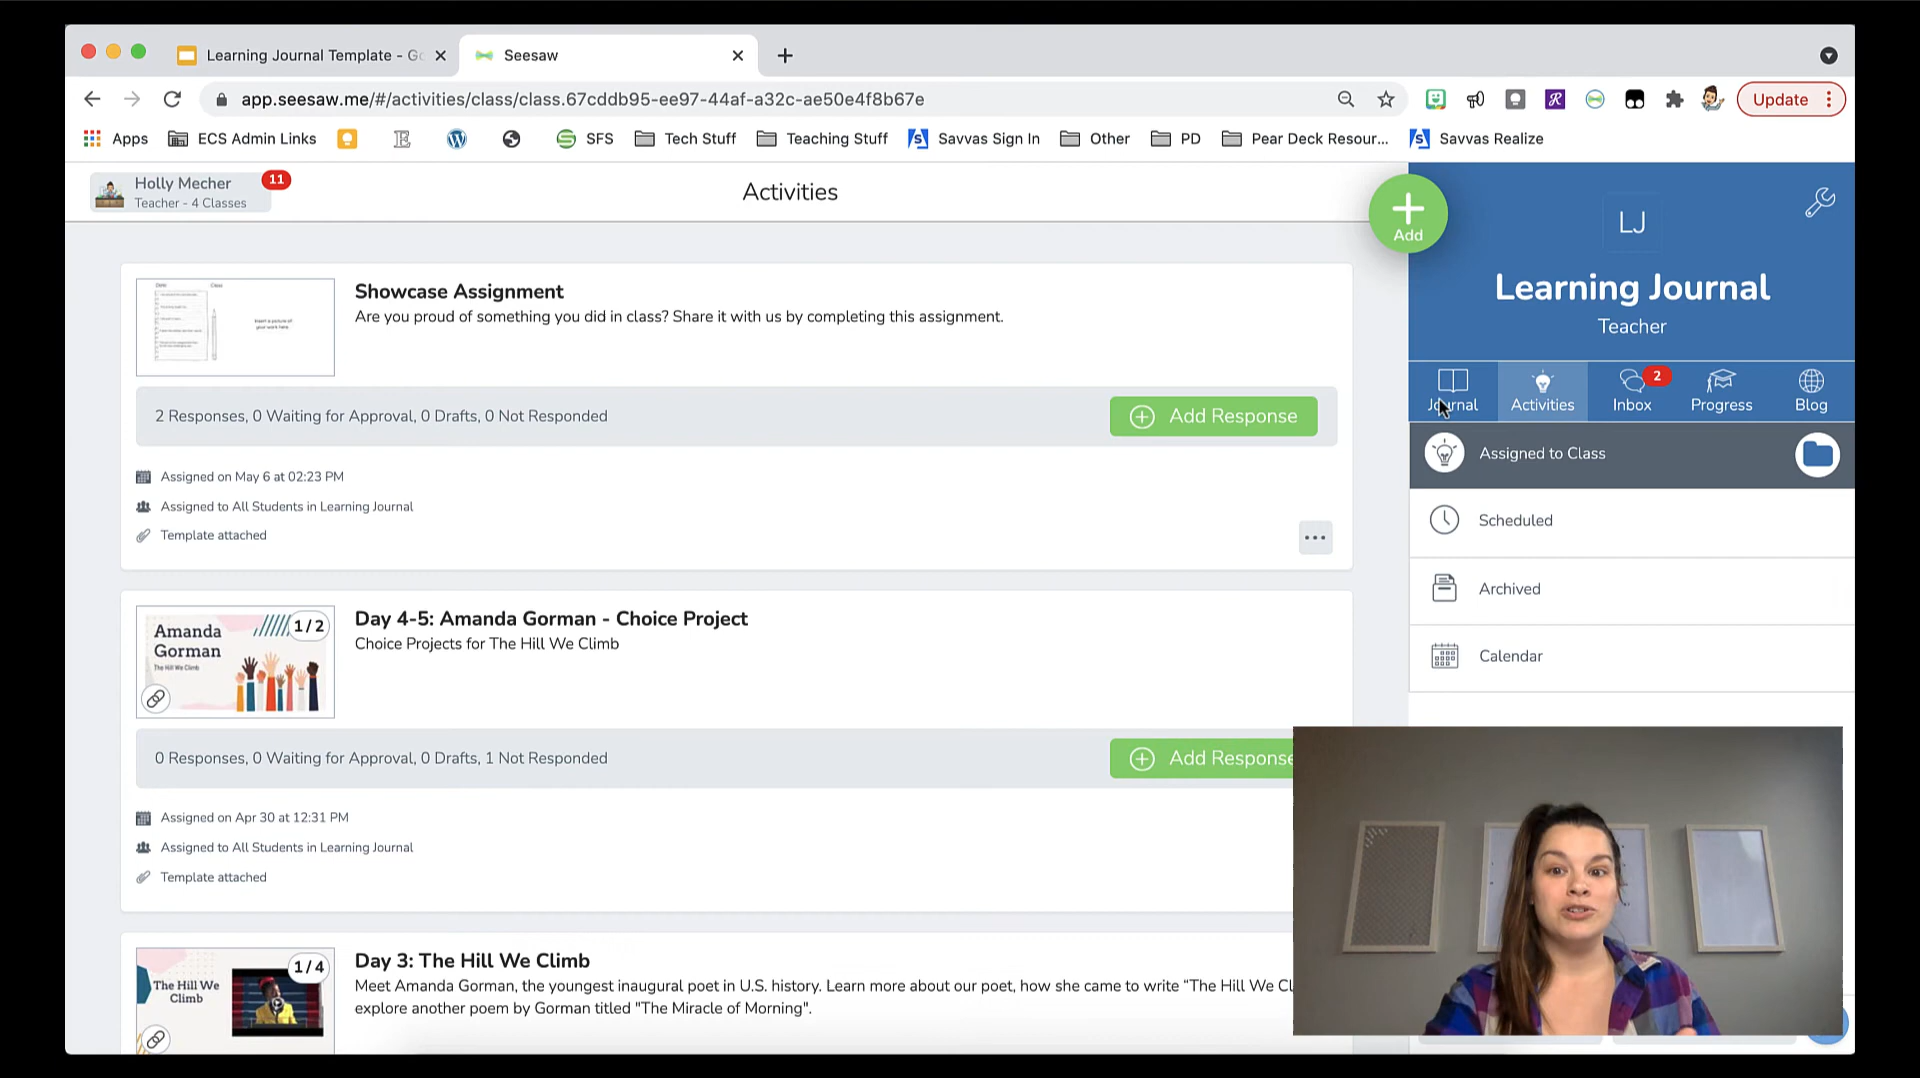 Learning Journal Template - Go
Seesaw
app.seesaw.me/#/activities/class/class.67cddb95-ee97-44af-a32c-ae50e4f8b67e
Update
Apps
ECS Admin Links
SFS
Tech Stuff
Teaching Stuff
Savvas Sign In
Other
PD
Pear Deck Resour...
Savvas Realize
Holly Mecher
Teacher - 4 Classes
11
Activities
Add
LJ
Learning Journal
Teacher
Journal
Activities
Inbox
2
Progress
Blog
Assigned to Class
Scheduled
Archived
Calendar
Showcase Assignment
Are you proud of something you did in class? Share it with us by completing this assignment.
2 Responses, 0 Waiting for Approval, 0 Drafts, 0 Not Responded
Add Response
Assigned on May 6 at 02:23 PM
Assigned to All Students in Learning Journal
Template attached
Amanda
Gorman
The Hill We Climb
1/2
Day 4-5: Amanda Gorman - Choice Project
Choice Projects for The Hill We Climb
0 Responses, 0 Waiting for Approval, 0 Drafts, 1 Not Responded
Add Response
Assigned on Apr 30 at 12:31 PM
Assigned to All Students in Learning Journal
Template attached
The Hill We
Climb
1/4
Day 3: The Hill We Climb
Meet Amanda Gorman, the youngest inaugural poet in U.S. history. Learn more about our poet, how she came to write “The Hill We Cl
explore another poem by Gorman titled "The Miracle of Morning".